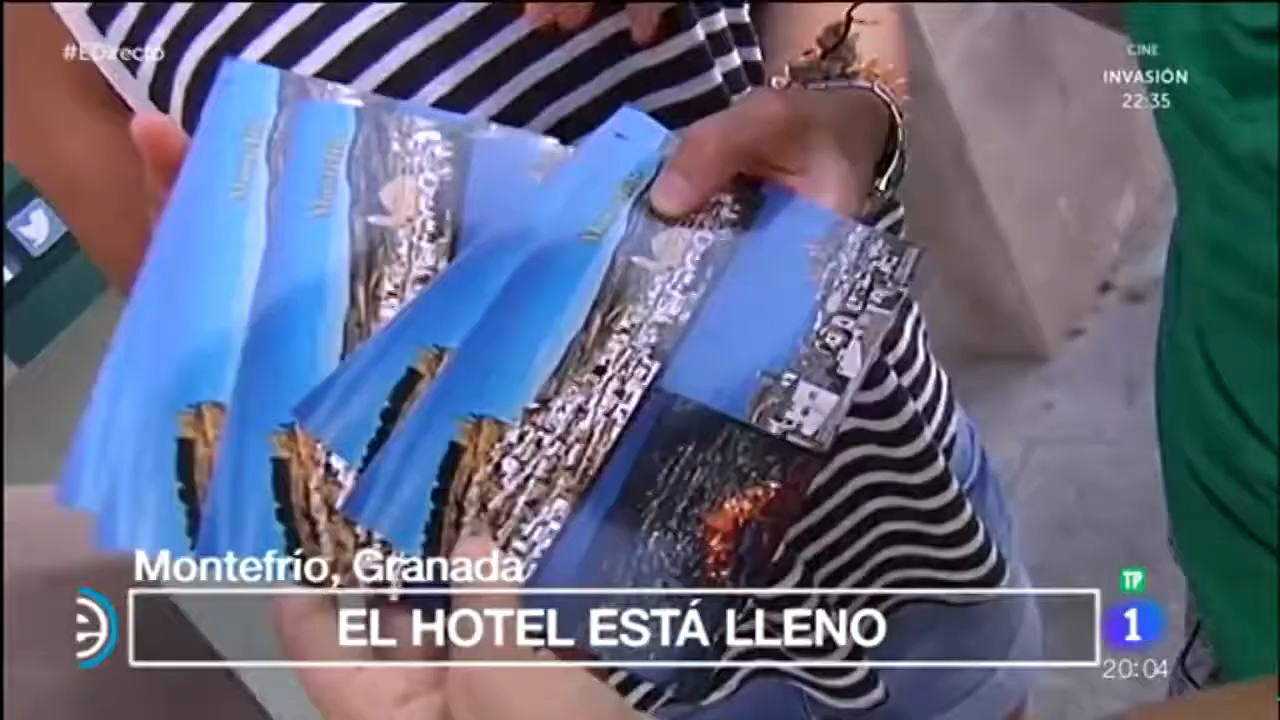 #EDirecto
CINE
INVASIÓN
22:35
Montefrío, Granada
EL HOTEL ESTÁ LLENO
TP
1
20:04